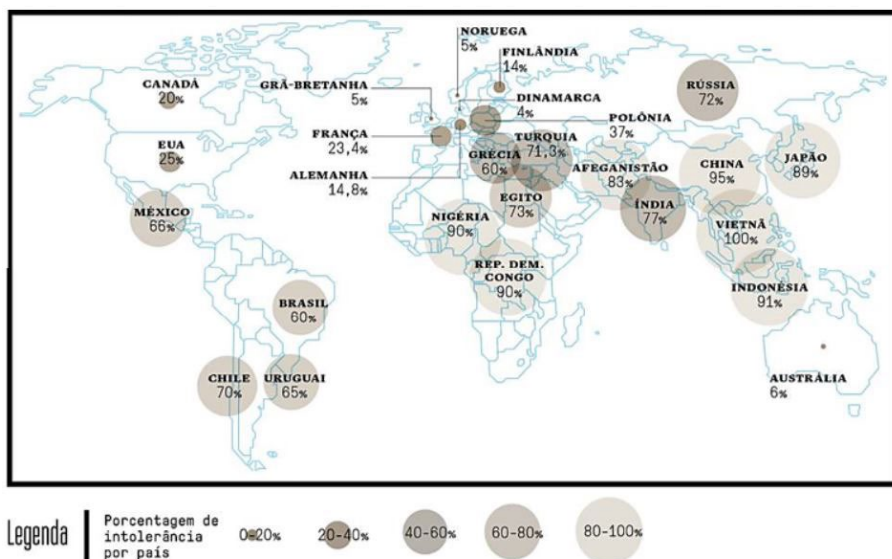 NORUEGA
5%
FINLÂNDIA
14%
CANADÁ
20%
GRÃ-BRETANHA
5%
DINAMARCA
4%
RÚSSIA
72%
POLÔNIA
37%
EUA
25%
FRANÇA
23,4%
ALEMANHA
14,8%
GRÉCIA
60%
TURQUIA
71,3%
AFEGANISTÃO
83%
CHINA
95%
JAPÃO
89%
MÉXICO
66%
EGITO
73%
ÍNDIA
77%
NIGÉRIA
90%
VIETNÃ
100%
REP. DEM.
CONGO
90%
INDONÉSIA
91%
BRASIL
60%
CHILE
70%
URUGUAI
65%
AUSTRÁLIA
6%
Legenda
Porcentagem de
intolerância
por país
0-20%
20-40%
40-60%
60-80%
80-100%